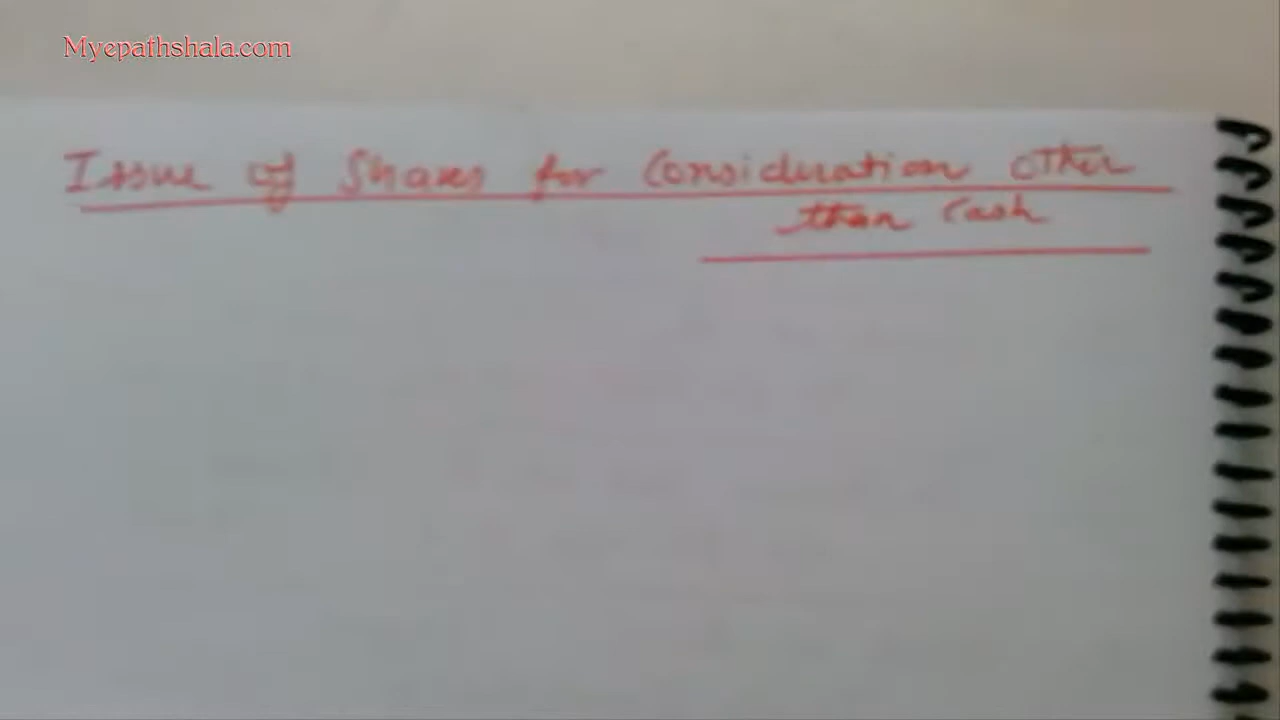 Myepathshala.com
Issue of Shares for Consideration Other
than Cash